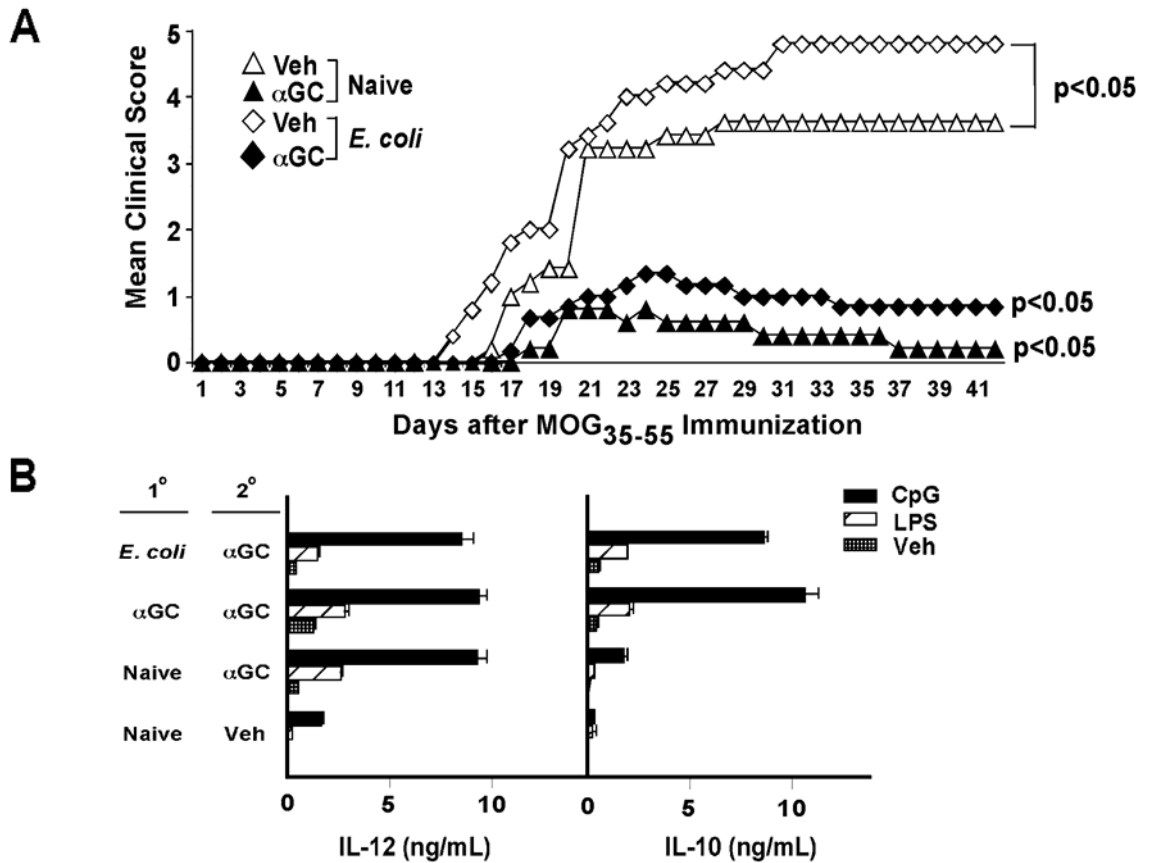 A
Mean Clinical Score
5
4
3
2
1
0
Veh
αGC
Naive
Veh
αGC
E. coli
p<0.05
p<0.05
p<0.05
1 3 5 7 9 11 13 15 17 19 21 23 25 27 29 31 33 35 37 39 41
Days after MOG35-55 Immunization
B
1° 2°
E. coli αGC
αGC αGC
Naive αGC
Naive Veh
CpG
LPS
Veh
0 5 10
0 5 10
IL-12 (ng/mL)
IL-10 (ng/mL)